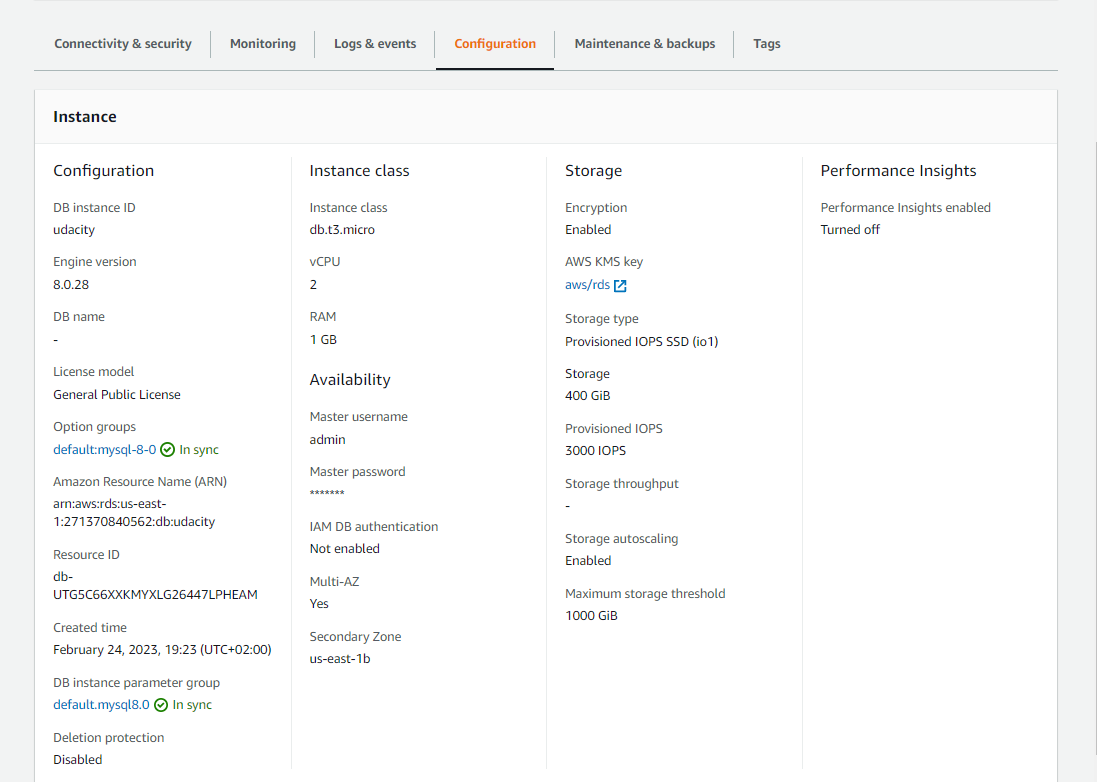 Connectivity & security
Monitoring
Logs & events
Configuration
Maintenance & backups
Tags
Instance
Configuration
DB instance ID
udacity
Engine version
8.0.28
DB name
-
License model
General Public License
Option groups
default:mysql-8-0 In sync
Amazon Resource Name (ARN)
arn:aws:rds:us-east-
1:271370840562:db:udacity
Resource ID
db-
UTG5C66XXKMYXLG26447LPHEAM
Created time
February 24, 2023, 19:23 (UTC+02:00)
DB instance parameter group
default.mysql8.0 In sync
Deletion protection
Disabled
Instance class
Instance class
db.t3.micro
vCPU
2
RAM
1 GB
Availability
Master username
admin
Master password
*******
IAM DB authentication
Not enabled
Multi-AZ
Yes
Secondary Zone
us-east-1b
Storage
Encryption
Enabled
AWS KMS key
aws/rds
Storage type
Provisioned IOPS SSD (io1)
Storage
400 GiB
Provisioned IOPS
3000 IOPS
Storage throughput
-
Storage autoscaling
Enabled
Maximum storage threshold
1000 GiB
Performance Insights
Performance Insights enabled
Turned off